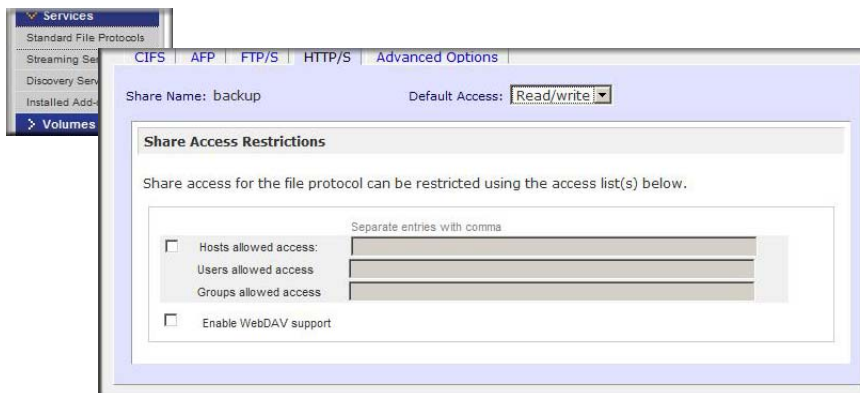 Services
Standard File Protocols
Streaming Ser
Discovery Serv
Installed Add-
Volumes
CIFS AFP FTP/S HTTP/S Advanced Options
Share Name: backup Default Access: Read/write
Share Access Restrictions
Share access for the file protocol can be restricted using the access list(s) below.
Separate entries with comma
Hosts allowed access:
Users allowed access
Groups allowed access
Enable WebDAV support